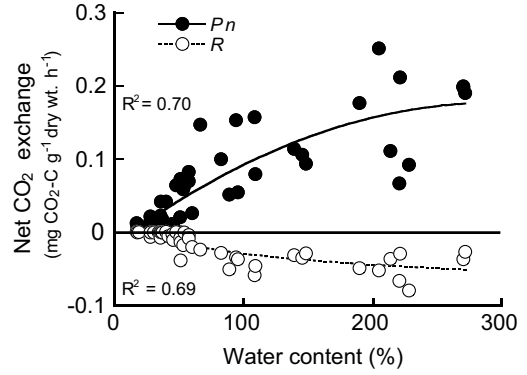 0.3
Pn
R
0.2
R² = 0.70
0.1
0
R² = 0.69
-0.1
0
100
200
300
Water content (%)
Net CO₂ exchange
(mg CO₂-C g⁻¹ dry wt. h⁻¹)